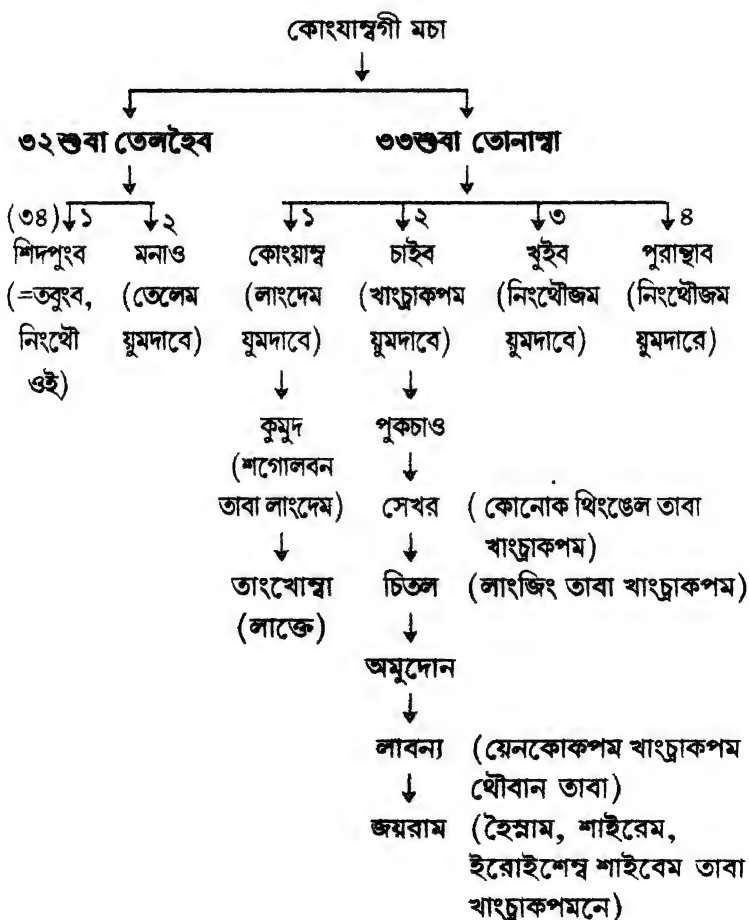 কোংযাম্বগী মচা
৩২শুবা তেলহৈব ৩৩শুবা তোনাম্বা
(৩৪) ১ ২ ১ ২ ৩ ৪
শিদপুংব মনাও কোংয়াম্ব চাইব খুইব পুরান্থাব
(=তবুংব, (তেলেম (লাংদেম (খাংচ্রাকপম (নিংথৌজম (নিংথৌজম
নিংথৌ য়ুমদাবে) য়ুমদাবে) য়ুমদাবে) য়ুমদাবে) য়ুমদারে)
ওই)
কুমুদ পুকচাও
(শগোলবন
তাবা লাংদেম) সেখর (কোনোক থিংঙেল তাবা
খাংচ্রাকপম)
তাংখোম্বা চিতল (লাংজিং তাবা খাংচ্রাকপম)
(লাক্তে)
অমুদোন
লাবন্য (য়েনকোকপম খাংচ্রাকপম
থৌবান তাবা)
জয়রাম (হৈস্নাম, শাইরেম,
ইরোইশেম্ব শাইবেম তাবা
খাংচ্রাকপমনে)